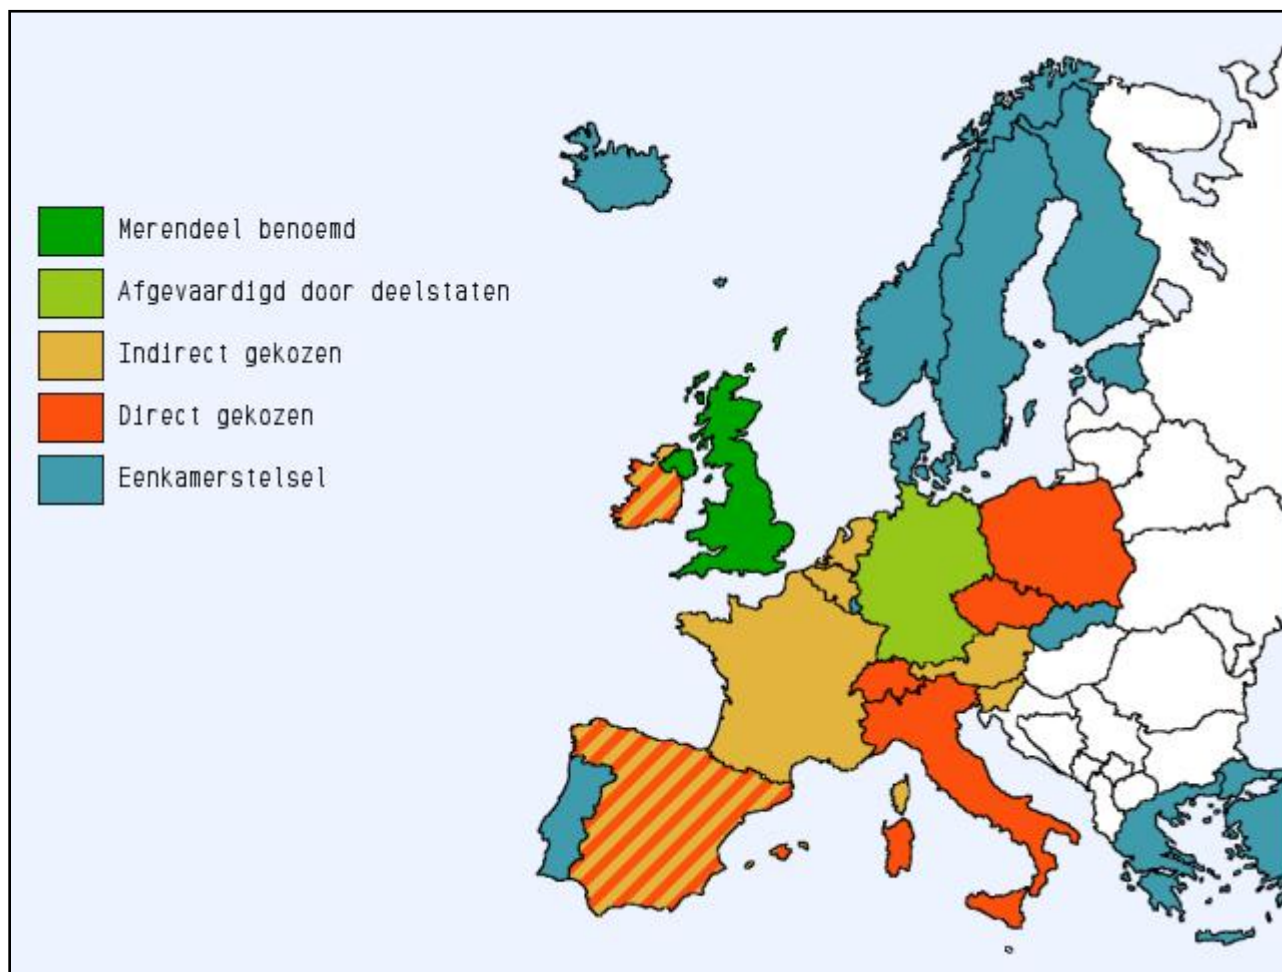 Merendeel benoemd
Afgevaardigd door deelstaten
Indirect gekozen
Direct gekozen
Eenkamerstelsel